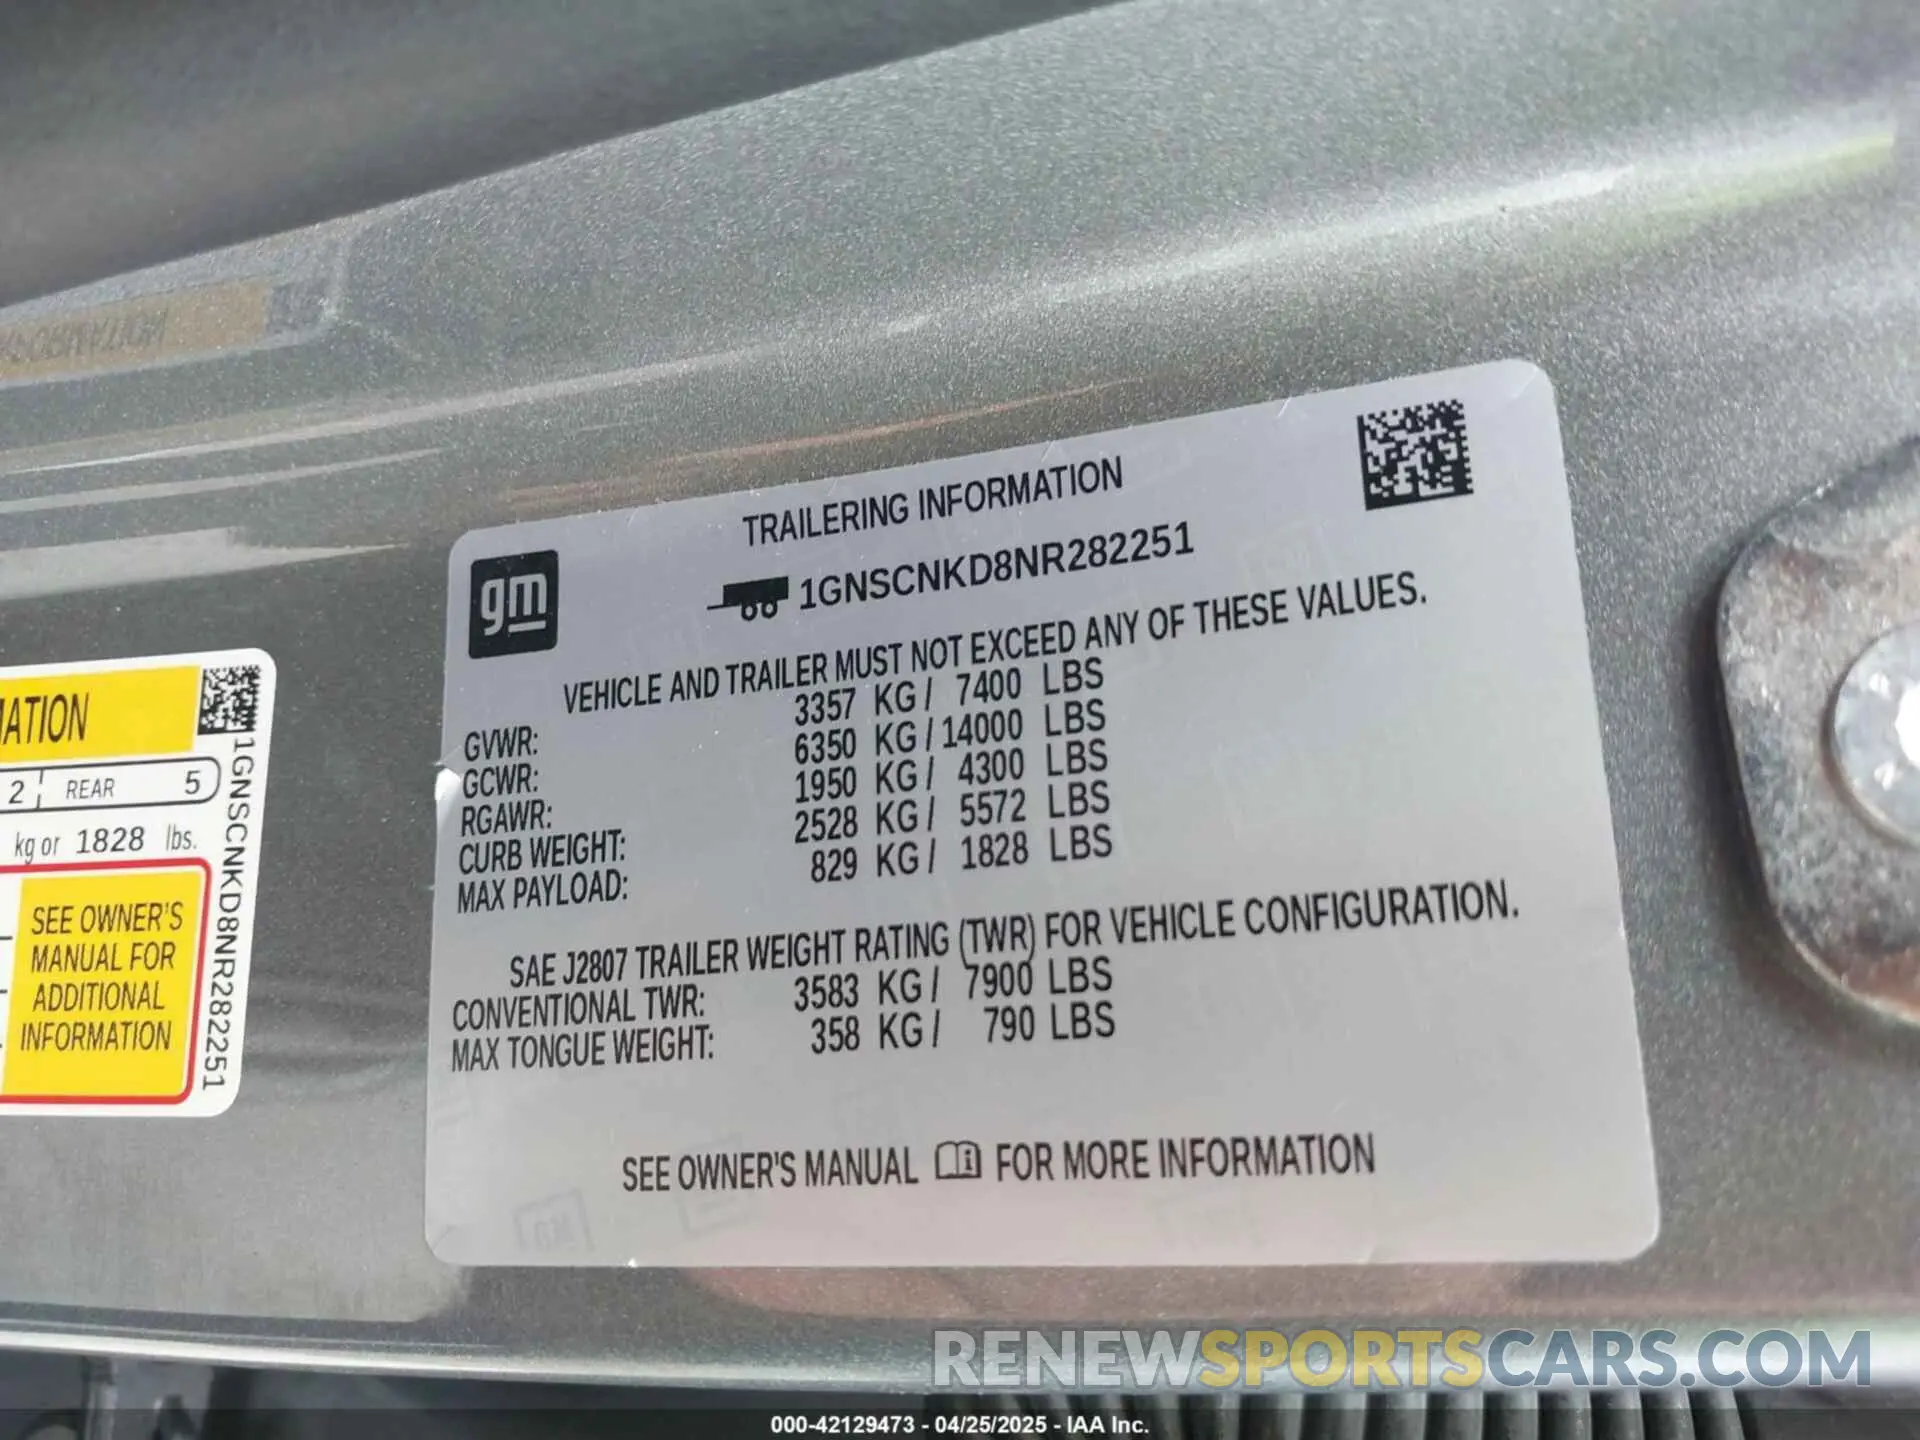 TRAILERING INFORMATION
gm
1GNSCNKD8NR282251
VEHICLE AND TRAILER MUST NOT EXCEED ANY OF THESE VALUES.
GVWR: 3357 KG / 7400 LBS
GCWR: 6350 KG / 14000 LBS
RGAWR: 1950 KG / 4300 LBS
CURB WEIGHT: 2528 KG / 5572 LBS
MAX PAYLOAD: 829 KG / 1828 LBS
SAE J2807 TRAILER WEIGHT RATING (TWR) FOR VEHICLE CONFIGURATION.
CONVENTIONAL TWR: 3583 KG / 7900 LBS
MAX TONGUE WEIGHT: 358 KG / 790 LBS
SEE OWNER'S MANUAL FOR MORE INFORMATION
MATION
2 REAR 5
kg or 1828 lbs.
SEE OWNER'S
MANUAL FOR
ADDITIONAL
INFORMATION
1GNSCNKD8NR282251
RENEWSPORTSCARS.COM
000-42129473 - 04/25/2025 - IAA Inc.